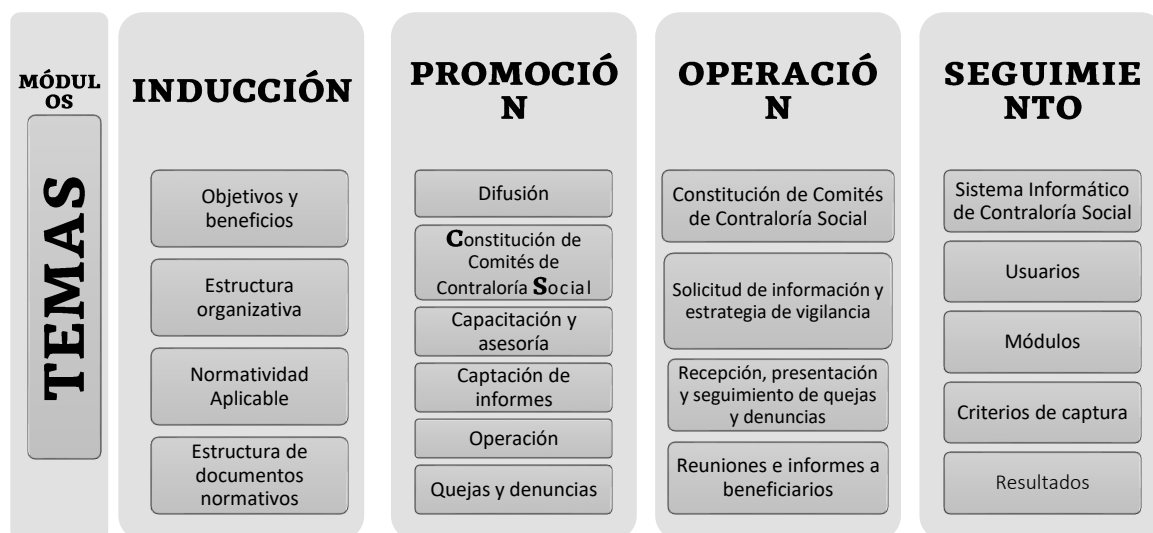 MÓDUL
OS
TEMAS
INDUCCIÓN
Objetivos y
beneficios
Estructura
organizativa
Normatividad
Aplicable
Estructura de
documentos
normativos
PROMOCIÓ
N
Difusión
Constitución de
Comités de
Contraloría Social
Capacitación y
asesoría
Captación de
informes
Operación
Quejas y denuncias
OPERACIÓ
N
Constitución de Comités
de Contraloría Social
Solicitud de información y
estrategia de vigilancia
Recepción, presentación
y seguimiento de quejas
y denuncias
Reuniones e informes a
beneficiarios
SEGUIMIE
NTO
Sistema Informático
de Contraloría Social
Usuarios
Módulos
Criterios de captura
Resultados